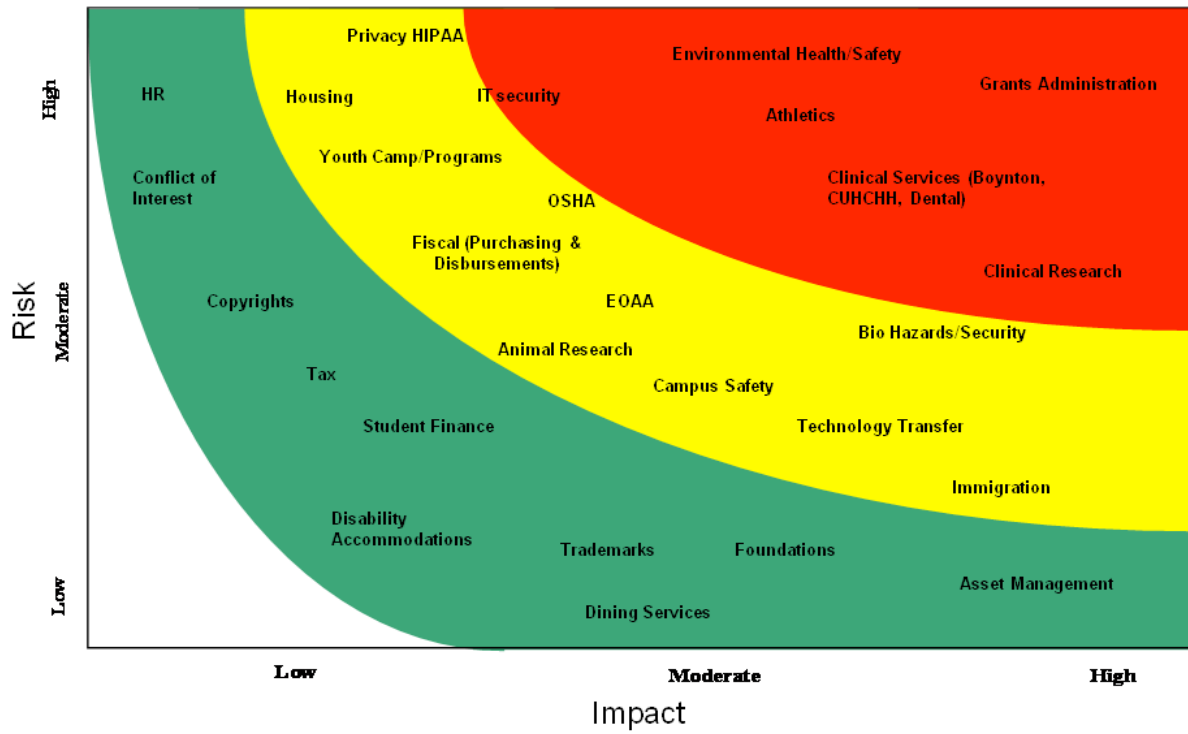 Privacy HIPAA
Environmental Health/Safety
Grants Administration
High
HR
Housing
IT security
Athletics
Youth Camp/Programs
Conflict of
Interest
Clinical Services (Boynton,
CUHCHH, Dental)
OSHA
Fiscal (Purchasing &
Disbursements)
Clinical Research
Risk
Moderate
Copyrights
EOAA
Bio Hazards/Security
Animal Research
Tax
Campus Safety
Student Finance
Technology Transfer
Immigration
Disability
Accommodations
Trademarks
Foundations
Low
Asset Management
Dining Services
Low
Moderate
High
Impact